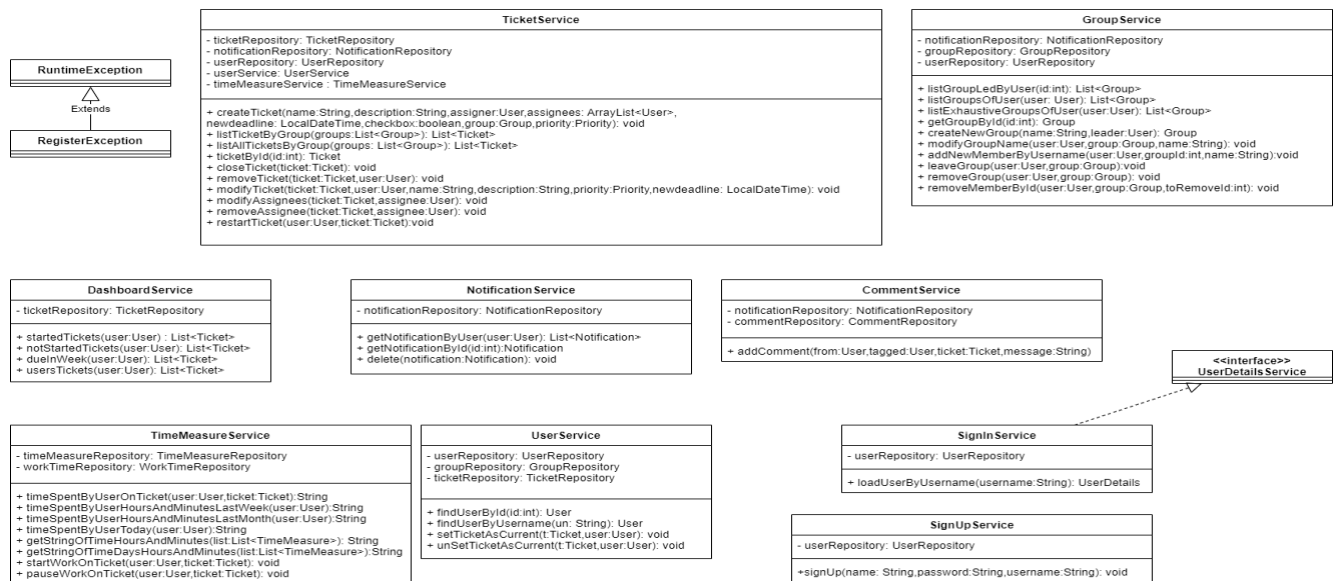 TicketService
- ticketRepository: TicketRepository
- notificationRepository: NotificationRepository
- userRepository: UserRepository
- userService: UserService
- timeMeasureService : TimeMeasureService
+ createTicket(name:String,description:String,assigner:User,assignees: ArrayList<User>,
newdeadline: LocalDateTime,checkbox:boolean,group:Group,priority:Priority): void
+ listTicketByGroup(groups:List<Group>): List<Ticket>
+ listAllTicketsByGroup(groups: List<Group>): List<Ticket>
+ ticketById(id:int): Ticket
+ closeTicket(ticket:Ticket): void
+ removeTicket(ticket:Ticket,user:User): void
+ modifyTicket(ticket:Ticket,user:User,name:String,description:String,priority:Priority,newdeadline: LocalDateTime): void
+ modifyAssignees(ticket:Ticket,assignee:User): void
+ removeAssignee(ticket:Ticket,assignee:User): void
+ restartTicket(user:User,ticket:Ticket):void
GroupService
- notificationRepository: NotificationRepository
- groupRepository: GroupRepository
- userRepository: UserRepository
+ listGroupLedByUser(id:int): List<Group>
+ listGroupsOfUser(user: User): List<Group>
+ listExhaustiveGroupsOfUser(user:User): List<Group>
+ getGroupById(id:int): Group
+ createNewGroup(name:String,leader:User): Group
+ modifyGroupName(user:User,group:Group,name:String): void
+ addNewMemberByUsername(user:User,groupId:int,name:String):void
+ leaveGroup(user:User,group:Group):void
+ removeGroup(user:User,group:Group): void
+ removeMemberById(user:User,group:Group,toRemoveId:int): void
RuntimeException
Extends
RegisterException
DashboardService
- ticketRepository: TicketRepository
+ startedTickets(user:User) : List<Ticket>
+ notStartedTickets(user:User): List<Ticket>
+ dueInWeek(user:User): List<Ticket>
+ usersTickets(user:User): List<Ticket>
NotificationService
- notificationRepository: NotificationRepository
+ getNotificationByUser(user:User): List<Notification>
+ getNotificationById(id:int):Notification
+ delete(notification:Notification): void
CommentService
- notificationRepository: NotificationRepository
- commentRepository: CommentRepository
+ addComment(from:User,tagged:User,ticket:Ticket,message:String)
<<interface>>
UserDetailsService
TimeMeasureService
- timeMeasureRepository: TimeMeasureRepository
- workTimeRepository: WorkTimeRepository
+ timeSpentByUserOnTicket(user:User,ticket:Ticket):String
+ timeSpentByUserHoursAndMinutesLastWeek(user:User):String
+ timeSpentByUserHoursAndMinutesLastMonth(user:User):String
+ timeSpentByUserToday(user:User):String
+ getStringOfTimeHoursAndMinutes(list:List<TimeMeasure>): String
+ getStringOfTimeDaysHoursAndMinutes(list:List<TimeMeasure>):String
+ startWorkOnTicket(user:User,ticket:Ticket): void
+ pauseWorkOnTicket(user:User,ticket:Ticket): void
UserService
- userRepository: UserRepository
- groupRepository: GroupRepository
- ticketRepository: TicketRepository
+ findUserById(id:int): User
+ findUserByUsername(un: String): User
+ setTicketAsCurrent(t:Ticket,user:User): void
+ unSetTicketAsCurrent(t:Ticket,user:User): void
SignInService
- userRepository: UserRepository
+ loadUserByUsername(username:String): UserDetails
SignUpService
- userRepository: UserRepository
+signUp(name: String,password:String,username:String): void